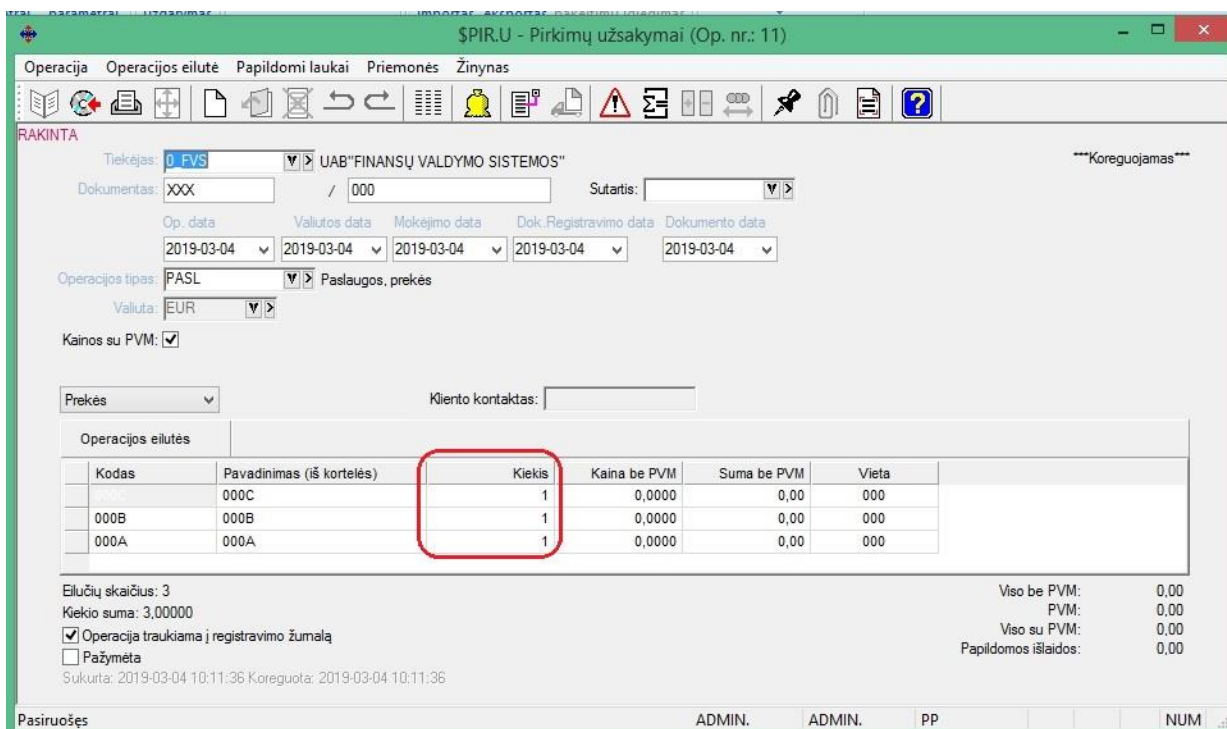 $PIR.U - Pirkimų užsakymai (Op. nr.: 11)
Operacija Operacijos eilutė Papildomi laukai Priemonės Žinynas
RAKINTA
Tiekėjas: 0_FVS UAB"FINANSŲ VALDYMO SISTEMOS" ***Koreguojamas***
Dokumentas: XXX / 000 Sutartis:
Op. data Valiutos data Mokėjimo data Dok.Registravimo data Dokumento data
2019-03-04 2019-03-04 2019-03-04 2019-03-04 2019-03-04
Operacijos tipas: PASL Paslaugos, prekės
Valiuta: EUR
Kainos su PVM:
Prekės Kliento kontaktas:
Operacijos eilutės
Kodas Pavadinimas (iš kortelės) Kiekis Kaina be PVM Suma be PVM Vieta
000C 000C 1 0,0000 0,00 000
000B 000B 1 0,0000 0,00 000
000A 000A 1 0,0000 0,00 000
Eilučių skaičius: 3 Viso be PVM: 0,00
Kiekio suma: 3,00000 PVM: 0,00
Operacija traukiama į registravimo žurnalą Viso su PVM: 0,00
Pažymėta Papildomos išlaidos: 0,00
Sukurta: 2019-03-04 10:11:36 Koreguota: 2019-03-04 10:11:36
Pasiruošęs ADMIN. ADMIN. PP NUM